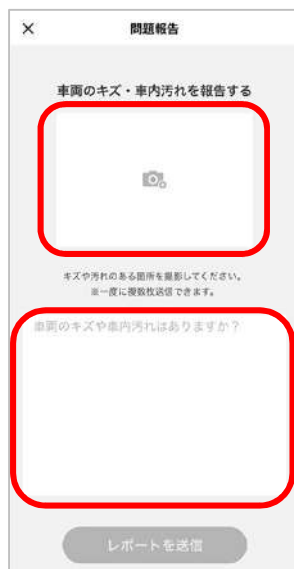 問題報告
車両のキズ・車内汚れを報告する
キズや汚れのある箇所を撮影してください。
※一度に複数枚送信できます。
車両のキズや車内汚れはありますか？
レポートを送信